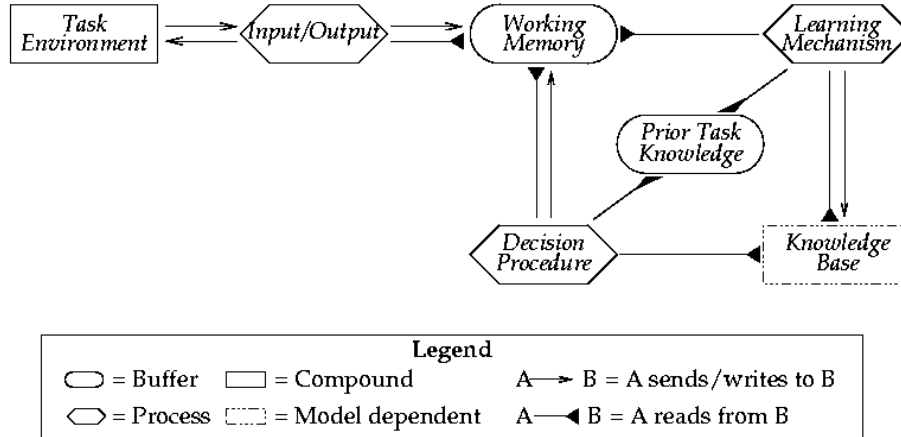 Task
Environment
Input/Output
Working
Memory
Learning
Mechanism
Prior Task
Knowledge
Decision
Procedure
Knowledge
Base
Legend
= Buffer
= Compound
A B = A sends/writes to B
= Process
= Model dependent
A B = A reads from B